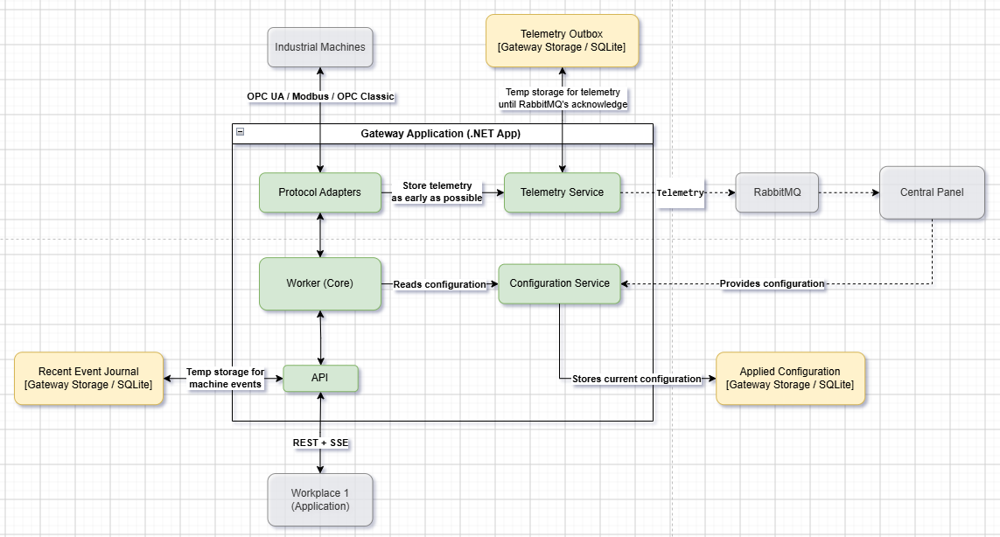 Industrial Machines
Telemetry Outbox
[Gateway Storage / SQLite]
OPC UA / Modbus / OPC Classic
Temp storage for telemetry
until RabbitMQ's acknowledge
Gateway Application (.NET App)
Protocol Adapters
Store telemetry
as early as possible
Telemetry Service
Telemetry
RabbitMQ
Central Panel
Worker (Core)
Reads configuration
Configuration Service
Provides configuration
Recent Event Journal
[Gateway Storage / SQLite]
Temp storage for
machine events
API
Stores current configuration
Applied Configuration
[Gateway Storage / SQLite]
REST + SSE
Workplace 1
(Application)